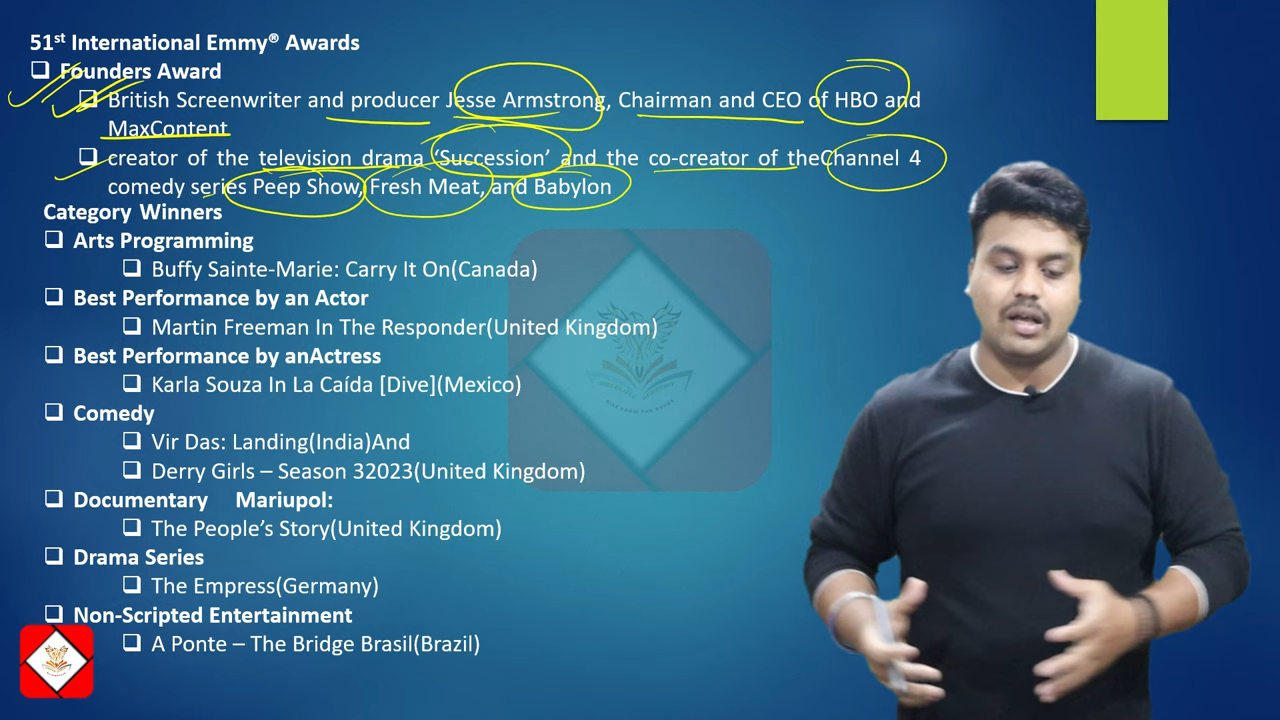 51st International Emmy® Awards
Founders Award
British Screenwriter and producer Jesse Armstrong, Chairman and CEO of HBO and
MaxContent
creator of the television drama ‘Succession’ and the co-creator of theChannel 4
comedy series Peep Show, Fresh Meat, and Babylon
Category Winners
Arts Programming
Buffy Sainte-Marie: Carry It On(Canada)
Best Performance by an Actor
Martin Freeman In The Responder(United Kingdom)
Best Performance by anActress
Karla Souza In La Caída [Dive](Mexico)
Comedy
Vir Das: Landing(India)And
Derry Girls – Season 32023(United Kingdom)
Documentary Mariupol:
The People’s Story(United Kingdom)
Drama Series
The Empress(Germany)
Non-Scripted Entertainment
A Ponte – The Bridge Brasil(Brazil)